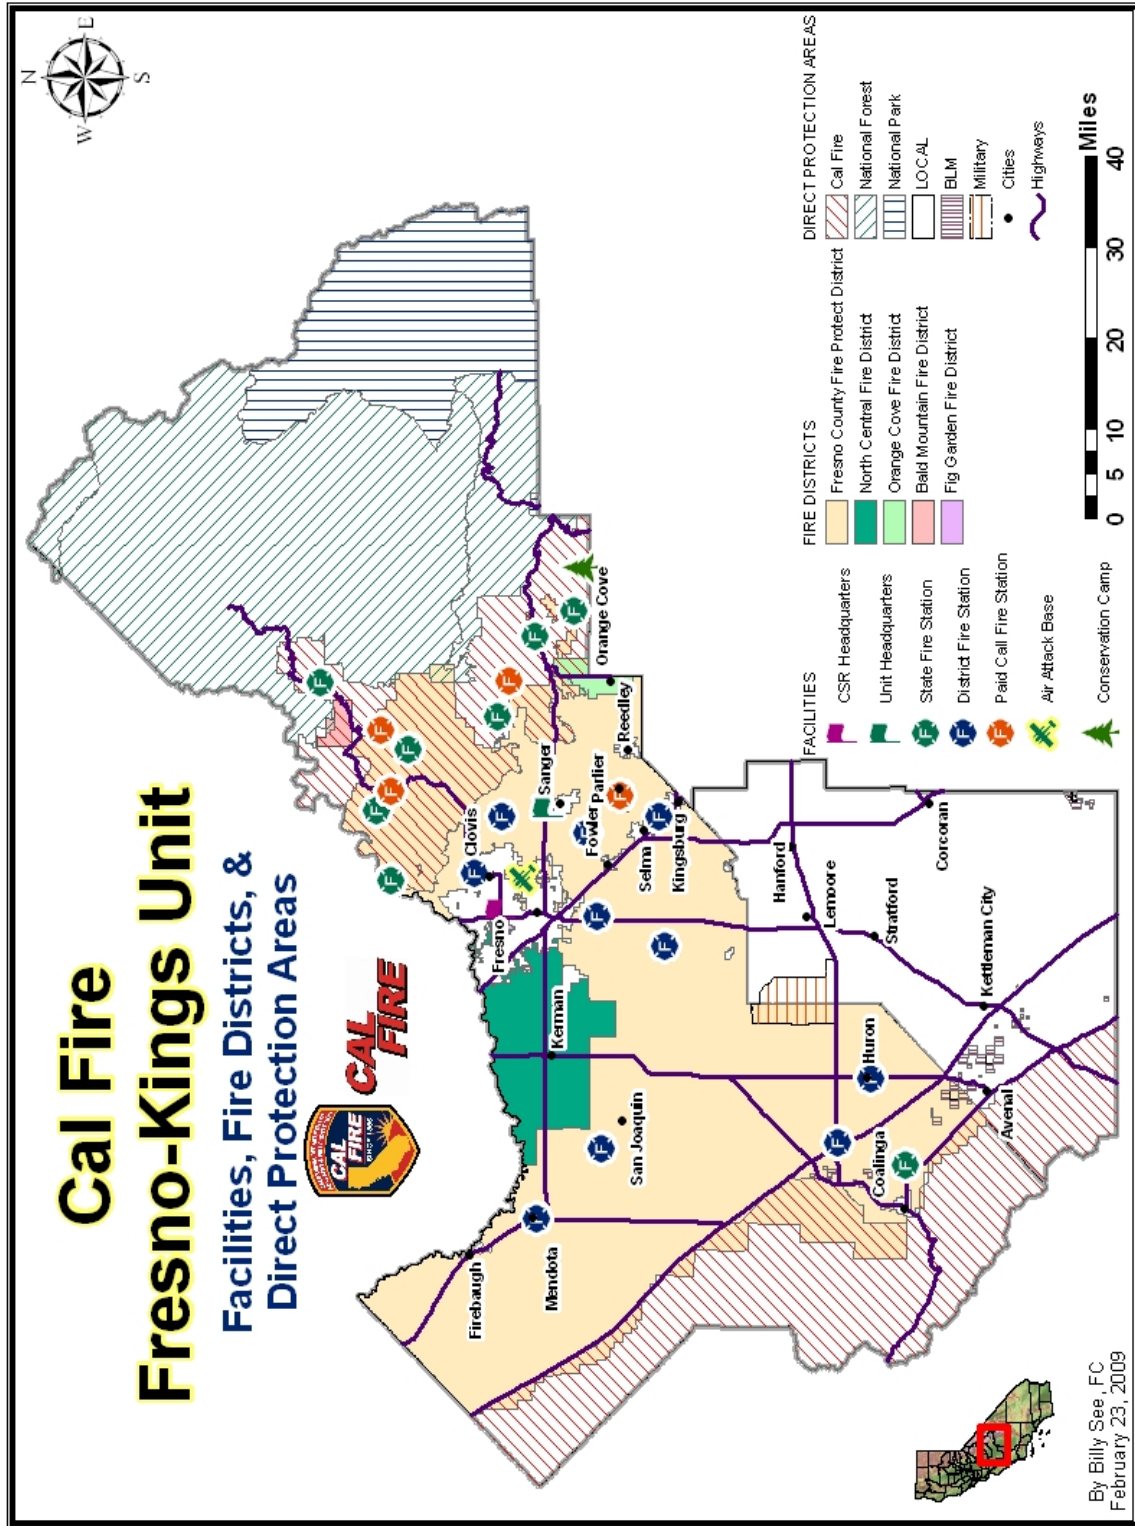 Cal Fire
Fresno-Kings Unit
Facilities, Fire Districts, &
Direct Protection Areas
CAL
FIRE
CAL
FIRE
SINCE 1885
N
W
E
S
Firebaugh
Mendota
San Joaquin
Kerman
Fresno
Clovis
Sanger
Fowler
Parlier
Reedley
Orange Cove
Selma
Kingsburg
Hanford
Lemoore
Corcoran
Stratford
Kettleman City
Huron
Coalinga
Avenal
FACILITIES
CSR Headquarters
Unit Headquarters
State Fire Station
District Fire Station
Paid Call Fire Station
Air Attack Base
Conservation Camp
FIRE DISTRICTS
Fresno County Fire Protect District
North Central Fire District
Orange Cove Fire District
Bald Mountain Fire District
Fig Garden Fire District
DIRECT PROTECTION AREAS
Cal Fire
National Forest
National Park
LOCAL
BLM
Military
Cities
Highways
0 5 10 20 30 40
Miles
By Billy See, FC
February 23, 2009